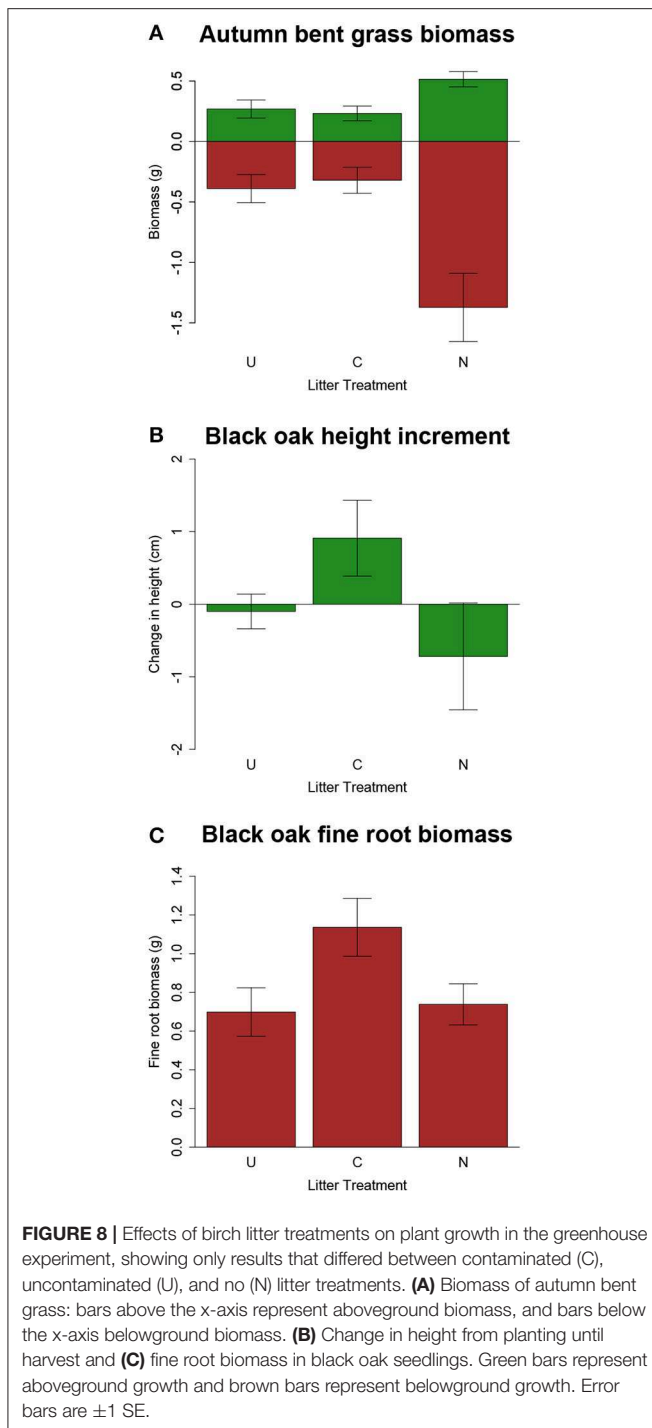 A Autumn bent grass biomass
0.5
0.0
-0.5
-1.0
-1.5
Biomass (g)
U C N
Litter Treatment
B Black oak height increment
2
1
0
-1
-2
Change in height (cm)
U C N
Litter Treatment
C Black oak fine root biomass
1.4
1.2
1.0
0.8
0.6
0.4
0.2
0.0
Fine root biomass (g)
U C N
Litter Treatment
FIGURE 8 | Effects of birch litter treatments on plant growth in the greenhouse
experiment, showing only results that differed between contaminated (C),
uncontaminated (U), and no (N) litter treatments. (A) Biomass of autumn bent
grass: bars above the x-axis represent aboveground biomass, and bars below
the x-axis belowground biomass. (B) Change in height from planting until
harvest and (C) fine root biomass in black oak seedlings. Green bars represent
aboveground growth and brown bars represent belowground growth. Error
bars are ±1 SE.